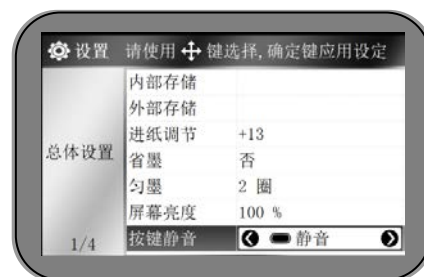 设置 请使用 键选择,确定键应用设定
总体设置
1/4
内部存储
外部存储
进纸调节 +13
省墨 否
匀墨 2 圈
屏幕亮度 100 %
按键静音 静音